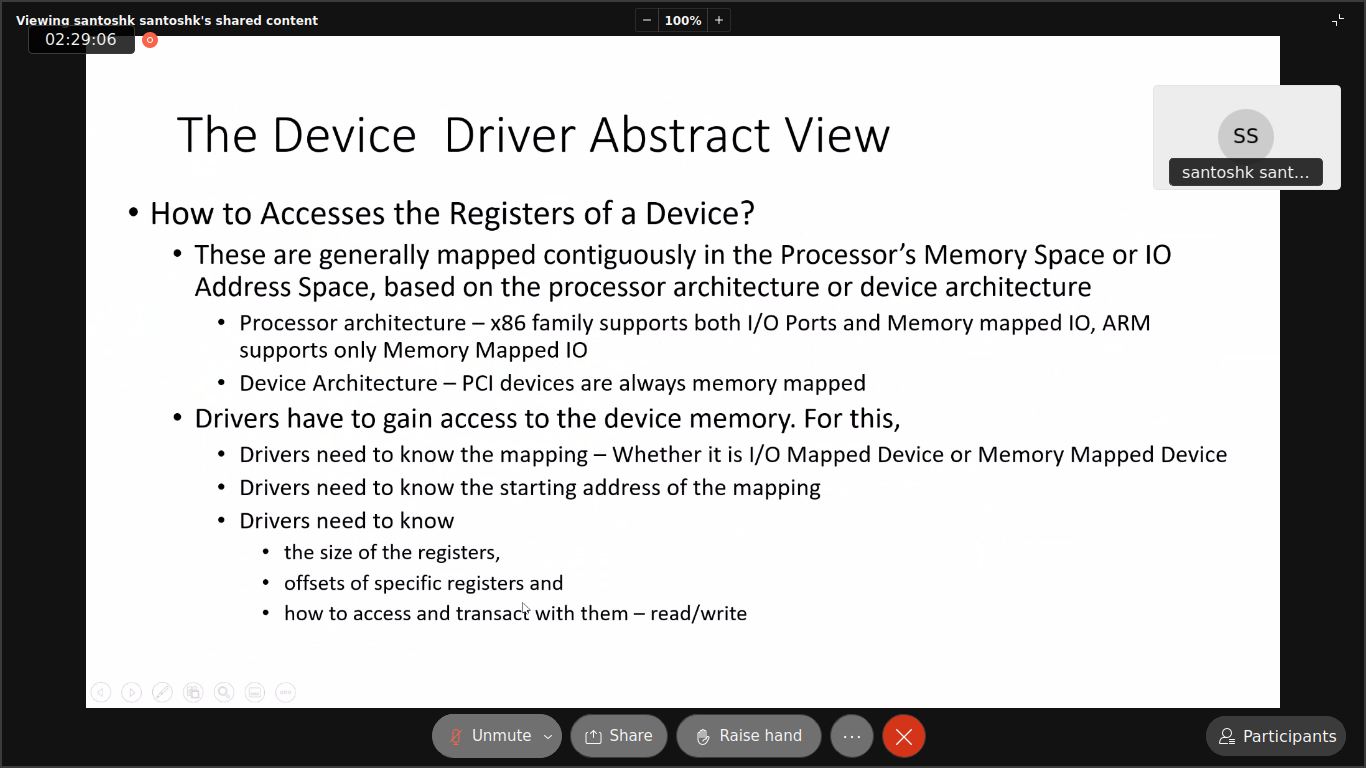 Viewing santoshk santoshk's shared content
− 100% +
02:29:06
The Device Driver Abstract View
SS
santoshk sant...
• How to Accesses the Registers of a Device?
• These are generally mapped contiguously in the Processor’s Memory Space or IO
Address Space, based on the processor architecture or device architecture
• Processor architecture – x86 family supports both I/O Ports and Memory mapped IO, ARM
supports only Memory Mapped IO
• Device Architecture – PCI devices are always memory mapped
• Drivers have to gain access to the device memory. For this,
• Drivers need to know the mapping – Whether it is I/O Mapped Device or Memory Mapped Device
• Drivers need to know the starting address of the mapping
• Drivers need to know
• the size of the registers,
• offsets of specific registers and
• how to access and transact with them – read/write
Unmute
Share
Raise hand
Participants